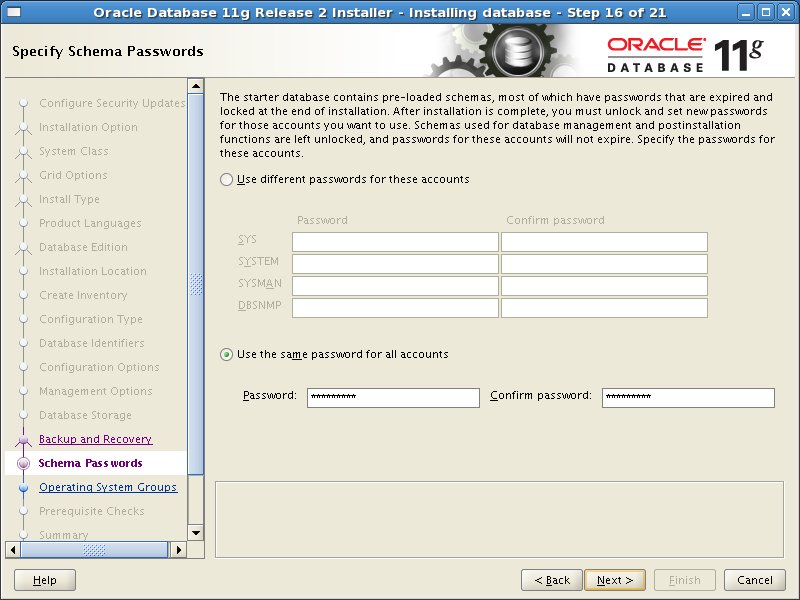 Oracle Database 11g Release 2 Installer - Installing database - Step 16 of 21
Specify Schema Passwords
ORACLE
DATABASE
11g
Configure Security Updates
Installation Option
System Class
Grid Options
Install Type
Product Languages
Database Edition
Installation Location
Create Inventory
Configuration Type
Database Identifiers
Configuration Options
Management Options
Database Storage
Backup and Recovery
Schema Passwords
Operating System Groups
Prerequisite Checks
Summary
The starter database contains pre-loaded schemas, most of which have passwords that are expired and
locked at the end of installation. After installation is complete, you must unlock and set new passwords
for those accounts you want to use. Schemas used for database management and postinstallation
functions are left unlocked, and passwords for these accounts will not expire. Specify the passwords for
these accounts.
Use different passwords for these accounts
Password Confirm password
SYS
SYSTEM
SYSMAN
DBSNMP
Use the same password for all accounts
Password: ********* Confirm password: *********
Help < Back Next > Finish Cancel